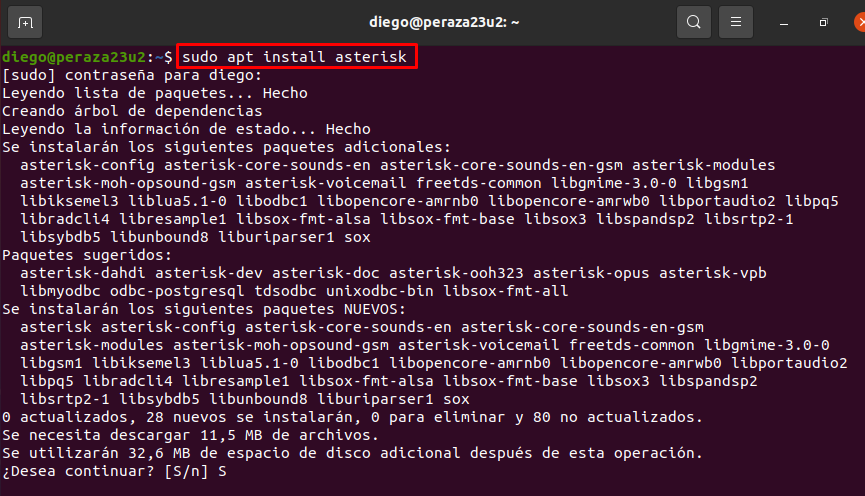 diego@peraza23u2: ~
diego@peraza23u2:~$ sudo apt install asterisk
[sudo] contraseña para diego:
Leyendo lista de paquetes... Hecho
Creando árbol de dependencias
Leyendo la información de estado... Hecho
Se instalarán los siguientes paquetes adicionales:
  asterisk-config asterisk-core-sounds-en asterisk-core-sounds-en-gsm asterisk-modules
  asterisk-moh-opsound-gsm asterisk-voicemail freetds-common libgmime-3.0-0 libgsm1
  libiksemel3 liblua5.1-0 libodbc1 libopencore-amrnb0 libopencore-amrwb0 libportaudio2 libpq5
  libradcli4 libresample1 libsox-fmt-alsa libsox-fmt-base libsox3 libspandsp2 libsrtp2-1
  libsybdb5 libunbound8 liburiparser1 sox
Paquetes sugeridos:
  asterisk-dahdi asterisk-dev asterisk-doc asterisk-ooh323 asterisk-opus asterisk-vpb
  libmyodbc odbc-postgresql tdsodbc unixodbc-bin libsox-fmt-all
Se instalarán los siguientes paquetes NUEVOS:
  asterisk asterisk-config asterisk-core-sounds-en asterisk-core-sounds-en-gsm
  asterisk-modules asterisk-moh-opsound-gsm asterisk-voicemail freetds-common libgmime-3.0-0
  libgsm1 libiksemel3 liblua5.1-0 libodbc1 libopencore-amrnb0 libopencore-amrwb0 libportaudio2
  libpq5 libradcli4 libresample1 libsox-fmt-alsa libsox-fmt-base libsox3 libspandsp2
  libsrtp2-1 libsybdb5 libunbound8 liburiparser1 sox
0 actualizados, 28 nuevos se instalarán, 0 para eliminar y 80 no actualizados.
Se necesita descargar 11,5 MB de archivos.
Se utilizarán 32,6 MB de espacio de disco adicional después de esta operación.
¿Desea continuar? [S/n] S